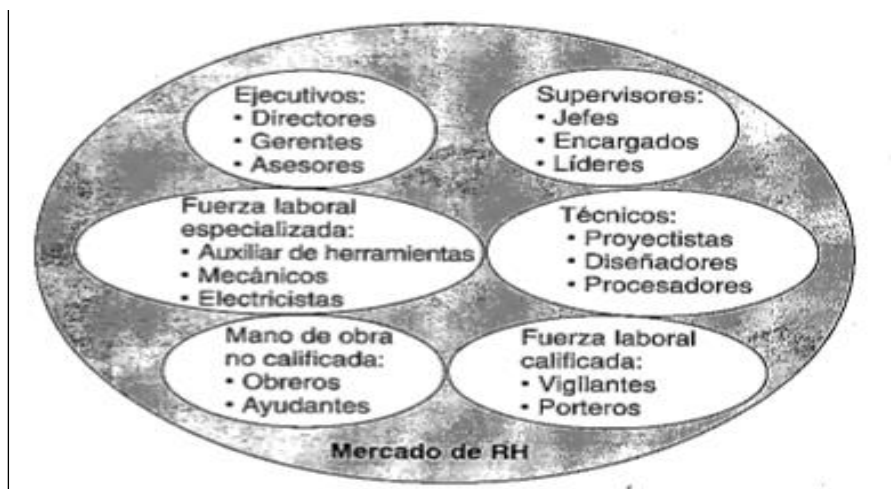 Ejecutivos:
• Directores
• Gerentes
• Asesores
Supervisores:
• Jefes
• Encargados
• Líderes
Fuerza laboral
especializada:
• Auxiliar de herramientas
• Mecánicos
• Electricistas
Técnicos:
• Proyectistas
• Diseñadores
• Procesadores
Mano de obra
no calificada:
• Obreros
• Ayudantes
Fuerza laboral
calificada:
• Vigilantes
• Porteros
Mercado de RH